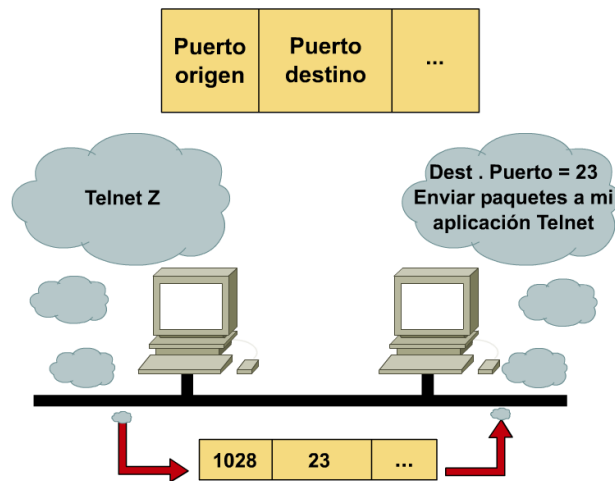 Puerto origen
Puerto destino
...
Telnet Z
Dest . Puerto = 23
Enviar paquetes a mi
aplicación Telnet
1028
23
...